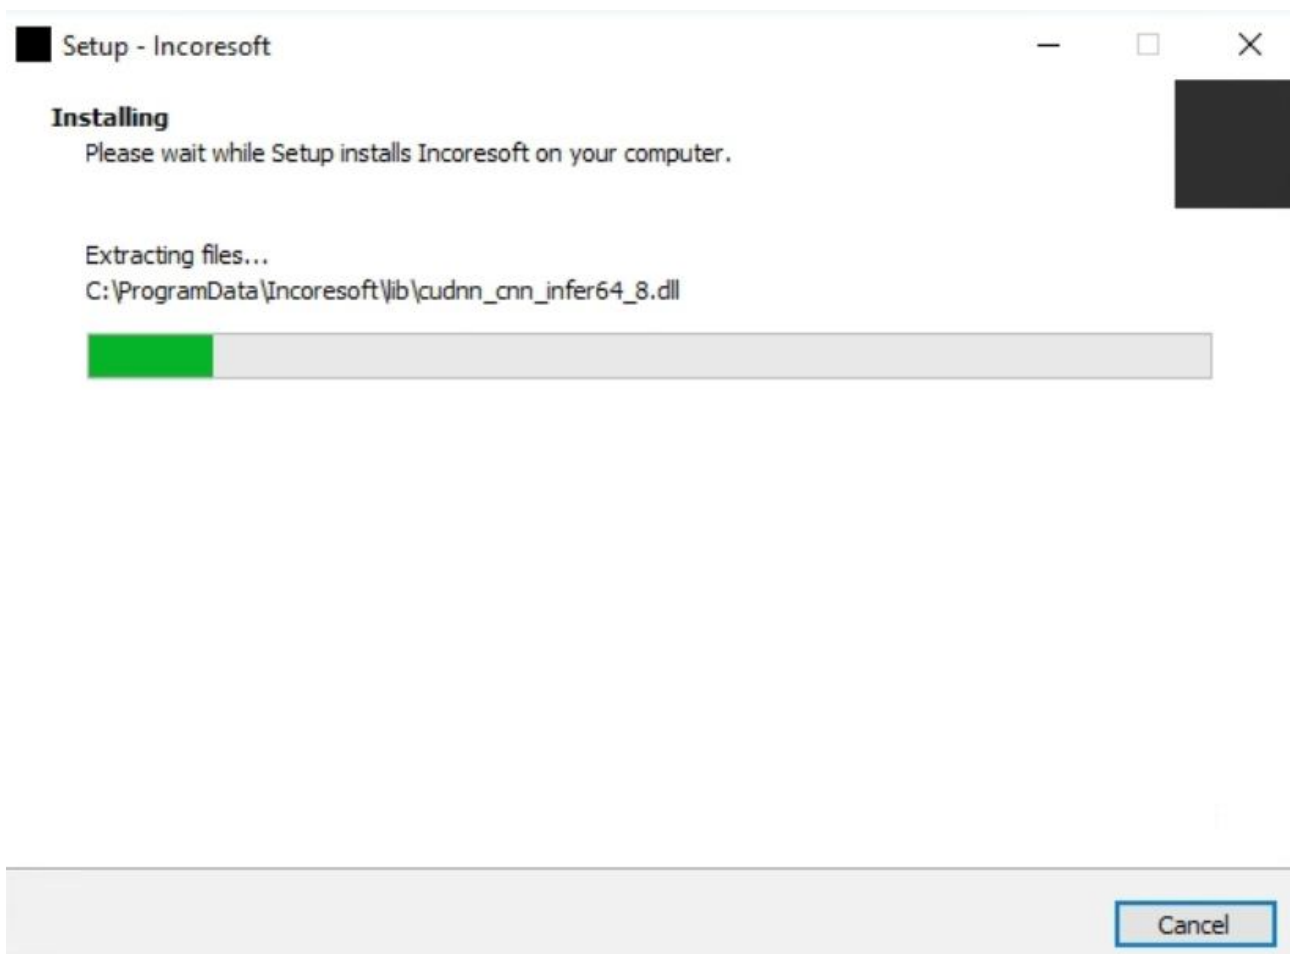 Setup - Incoresoft
Installing
Please wait while Setup installs Incoresoft on your computer.
Extracting files...
C:\ProgramData\Incoresoft\lib\cudnn_cnn_infer64_8.dll
Cancel